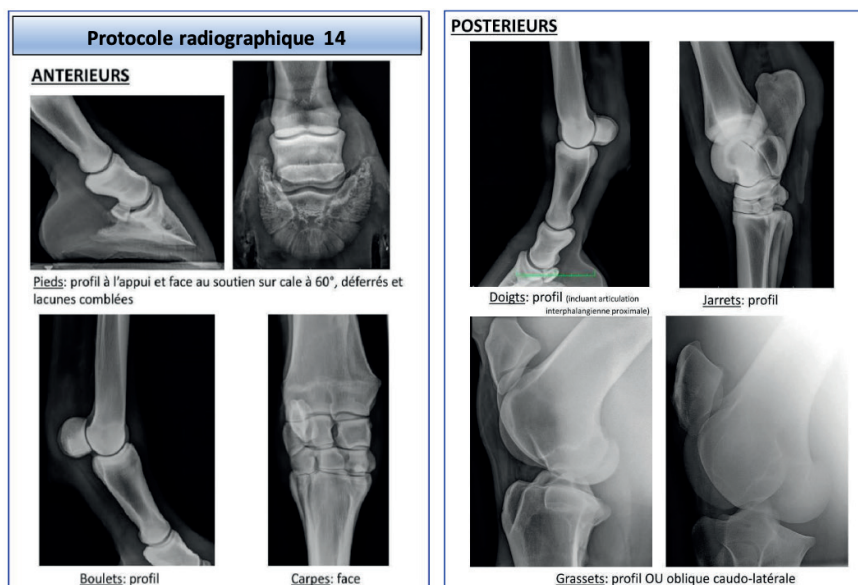 Protocole radiographique 14
ANTERIEURS
Pieds: profil à l'appui et face au soutien sur cale à 60°, déferrés et
lacunes comblées
Boulets: profil
Carpes: face
POSTERIEURS
Doigts: profil (incluant articulation
interphalangienne proximale)
Jarrets: profil
Grassets: profil OU oblique caudo-latérale